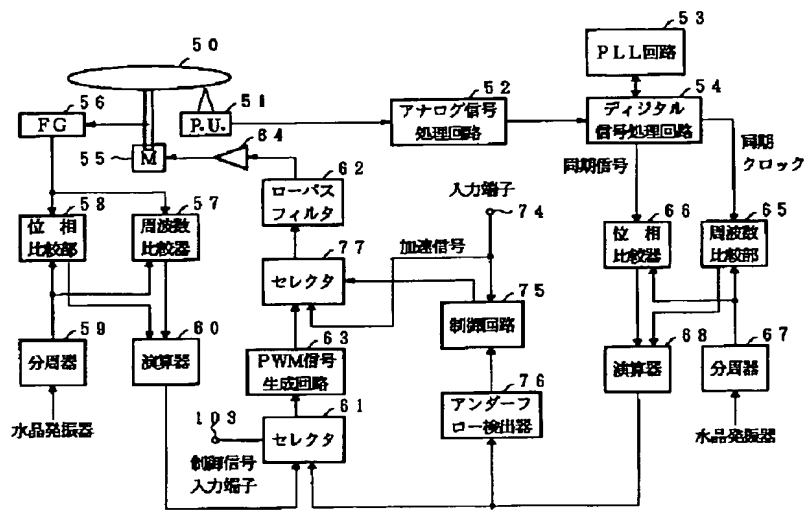 50
53
PLL回路
56
FG
P.U.
51
52
アナログ信号
処理回路
54
ディジタル
信号処理回路
55
M
64
同期信号
同期
クロック
58
位相
比較部
57
周波数
比較器
62
ローパス
フィルタ
入力端子
74
66
位相
比較器
65
周波数
比較部
77
セレクタ
加速信号
75
制御回路
59
分周器
60
演算器
63
PWM信号
生成回路
68
演算器
67
分周器
76
アンダーフ
ロー検出器
水晶発振器
103
61
セレクタ
制御信号
入力端子
水晶発振器